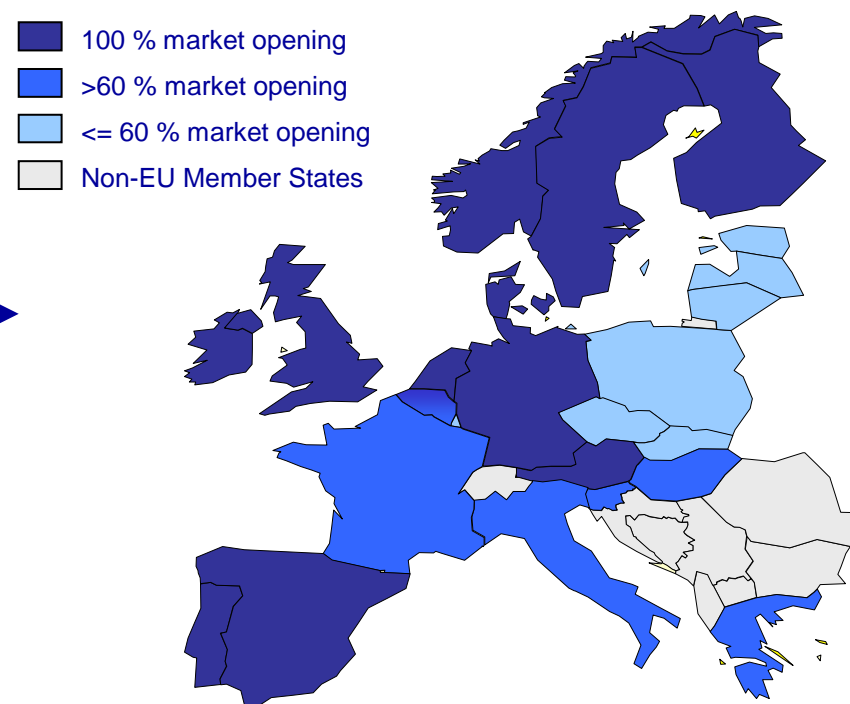 100 % market opening
>60 % market opening
<= 60 % market opening
Non-EU Member States